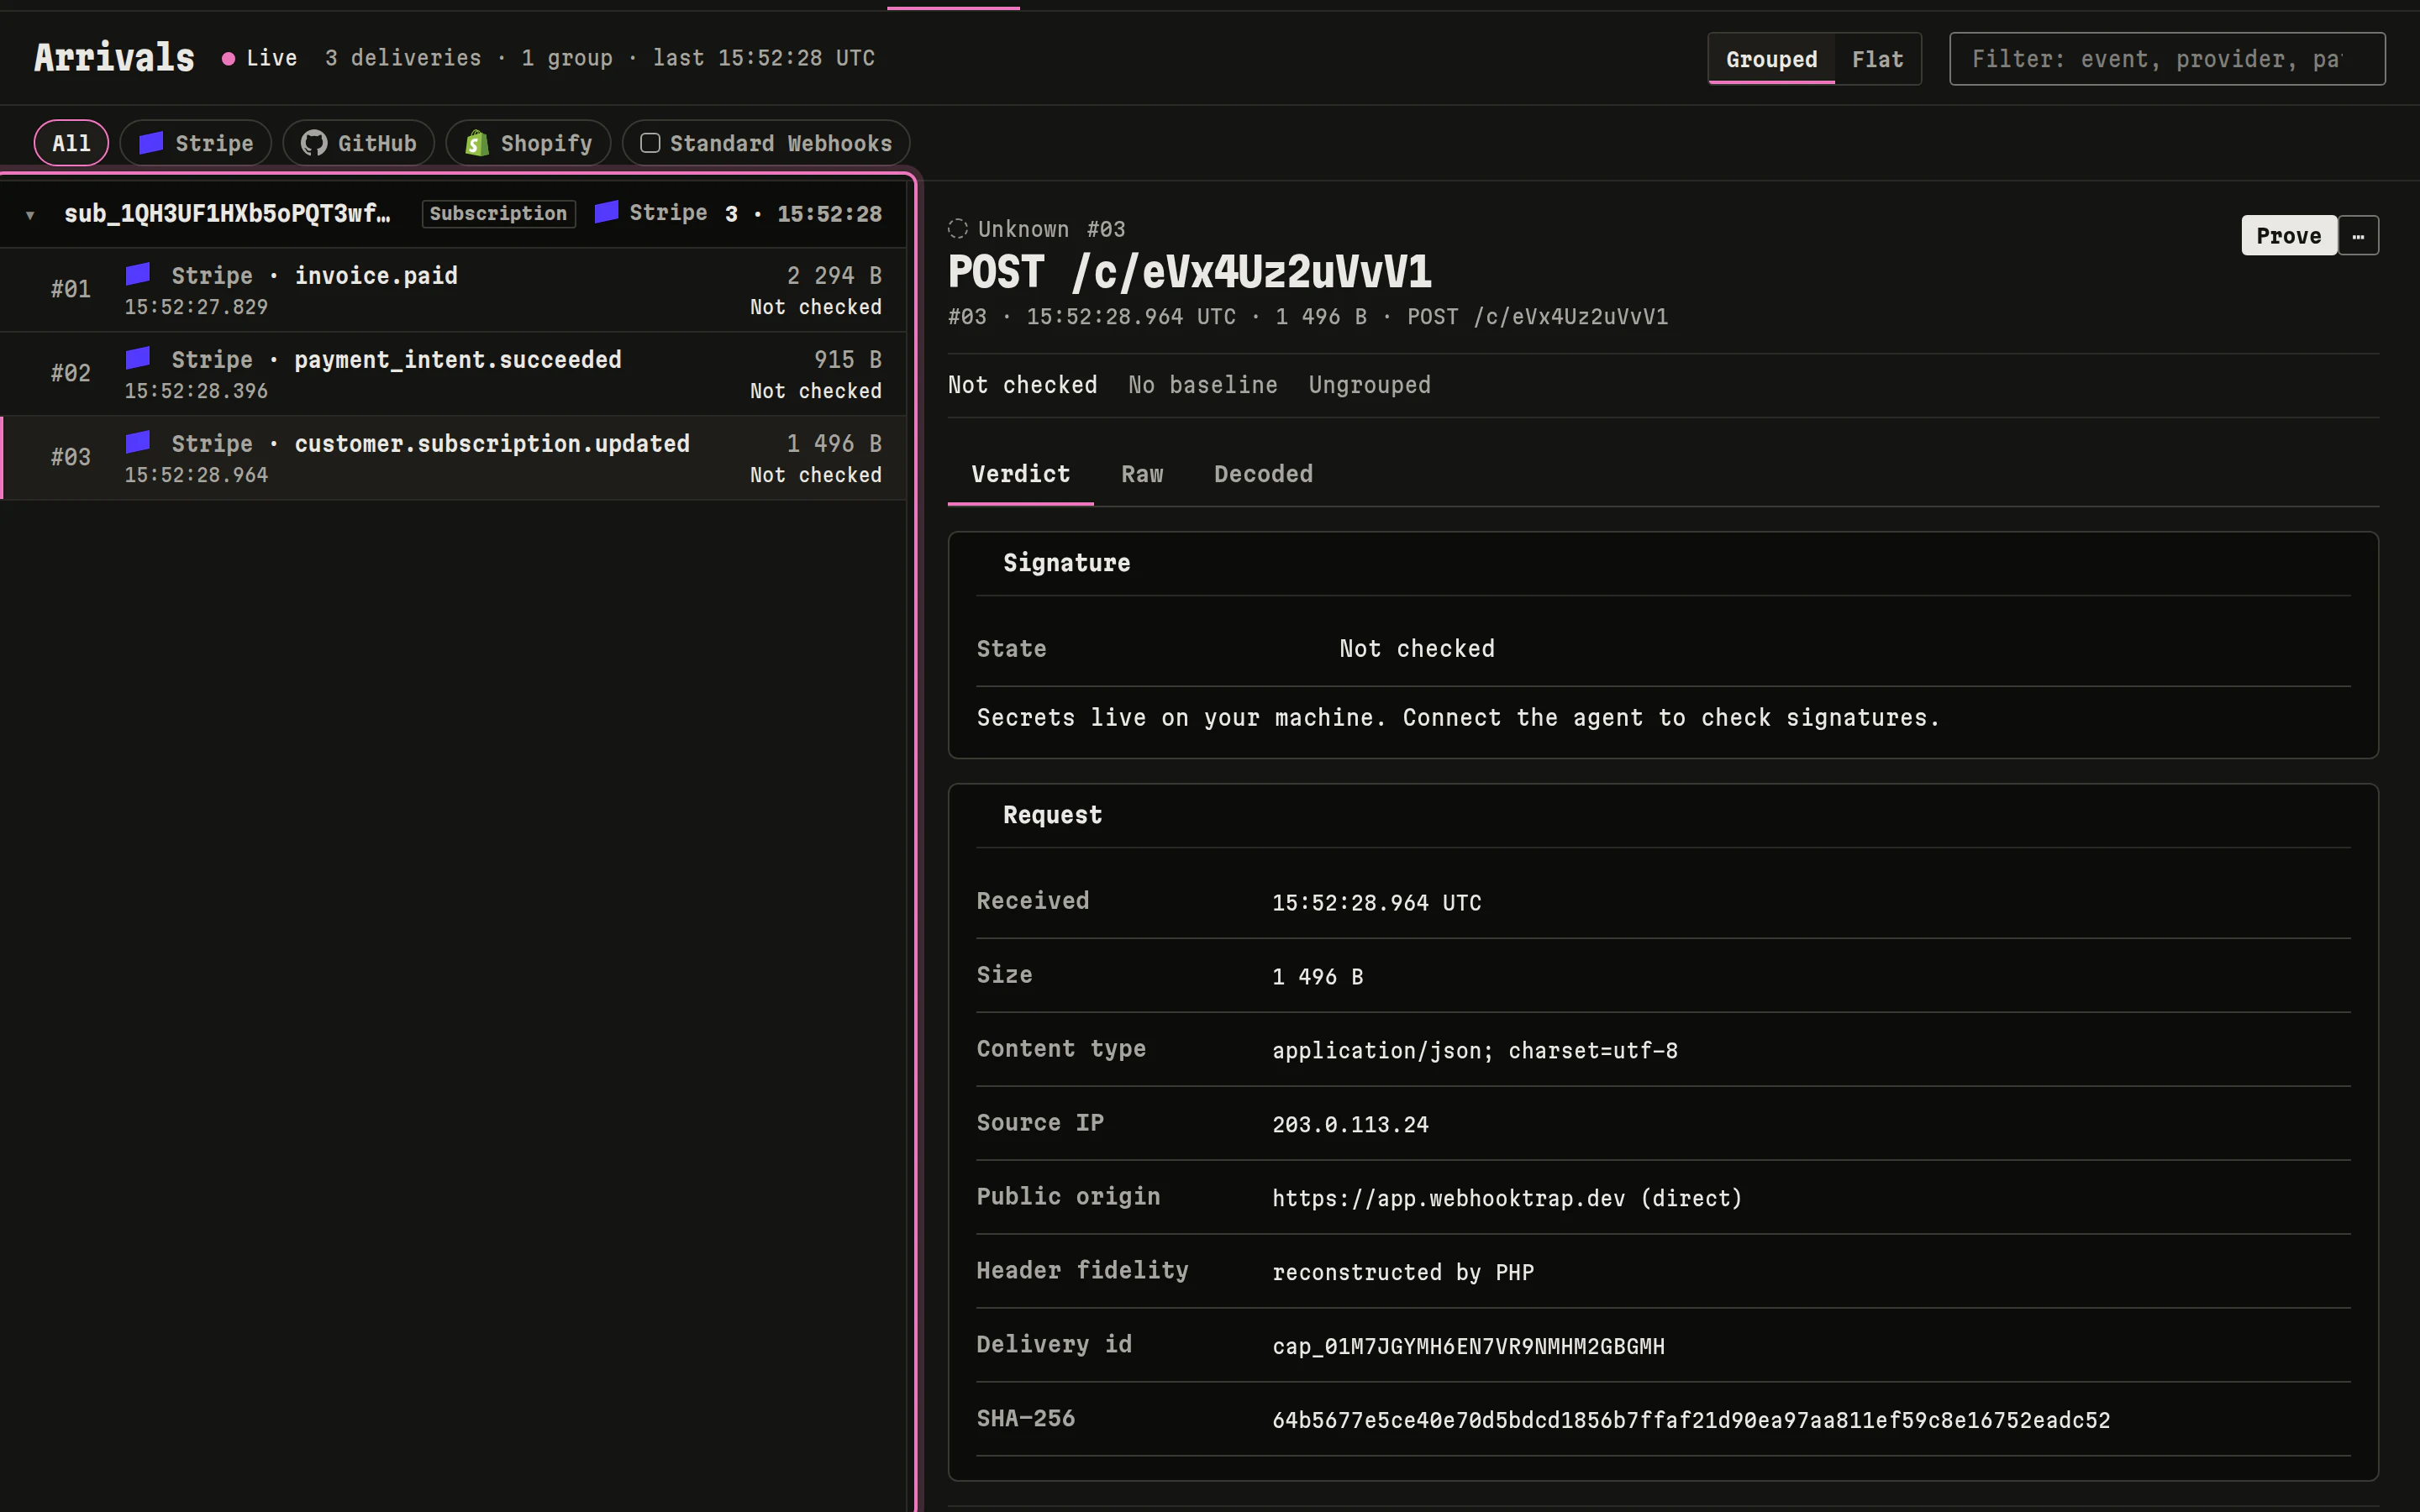 Arrivals Live 3 deliveries · 1 group · last 15:52:28 UTC
Grouped Flat Filter: event, provider, pa
All Stripe GitHub Shopify Standard Webhooks
sub_1QH3UF1HXb5oPQT3wf… Subscription Stripe 3 · 15:52:28
#01 Stripe · invoice.paid 2 294 B
15:52:27.829 Not checked
#02 Stripe · payment_intent.succeeded 915 B
15:52:28.396 Not checked
#03 Stripe · customer.subscription.updated 1 496 B
15:52:28.964 Not checked
Unknown #03
Prove …
POST /c/eVx4Uz2uVvV1
#03 · 15:52:28.964 UTC · 1 496 B · POST /c/eVx4Uz2uVvV1
Not checked No baseline Ungrouped
Verdict Raw Decoded
Signature
State Not checked
Secrets live on your machine. Connect the agent to check signatures.
Request
Received 15:52:28.964 UTC
Size 1 496 B
Content type application/json; charset=utf-8
Source IP 203.0.113.24
Public origin https://app.webhooktrap.dev (direct)
Header fidelity reconstructed by PHP
Delivery id cap_01M7JGYMH6EN7VR9NMHM2GBGMH
SHA-256 64b5677e5ce40e70d5bdcd1856b7ffaf21d90ea97aa811ef59c8e16752eadc52